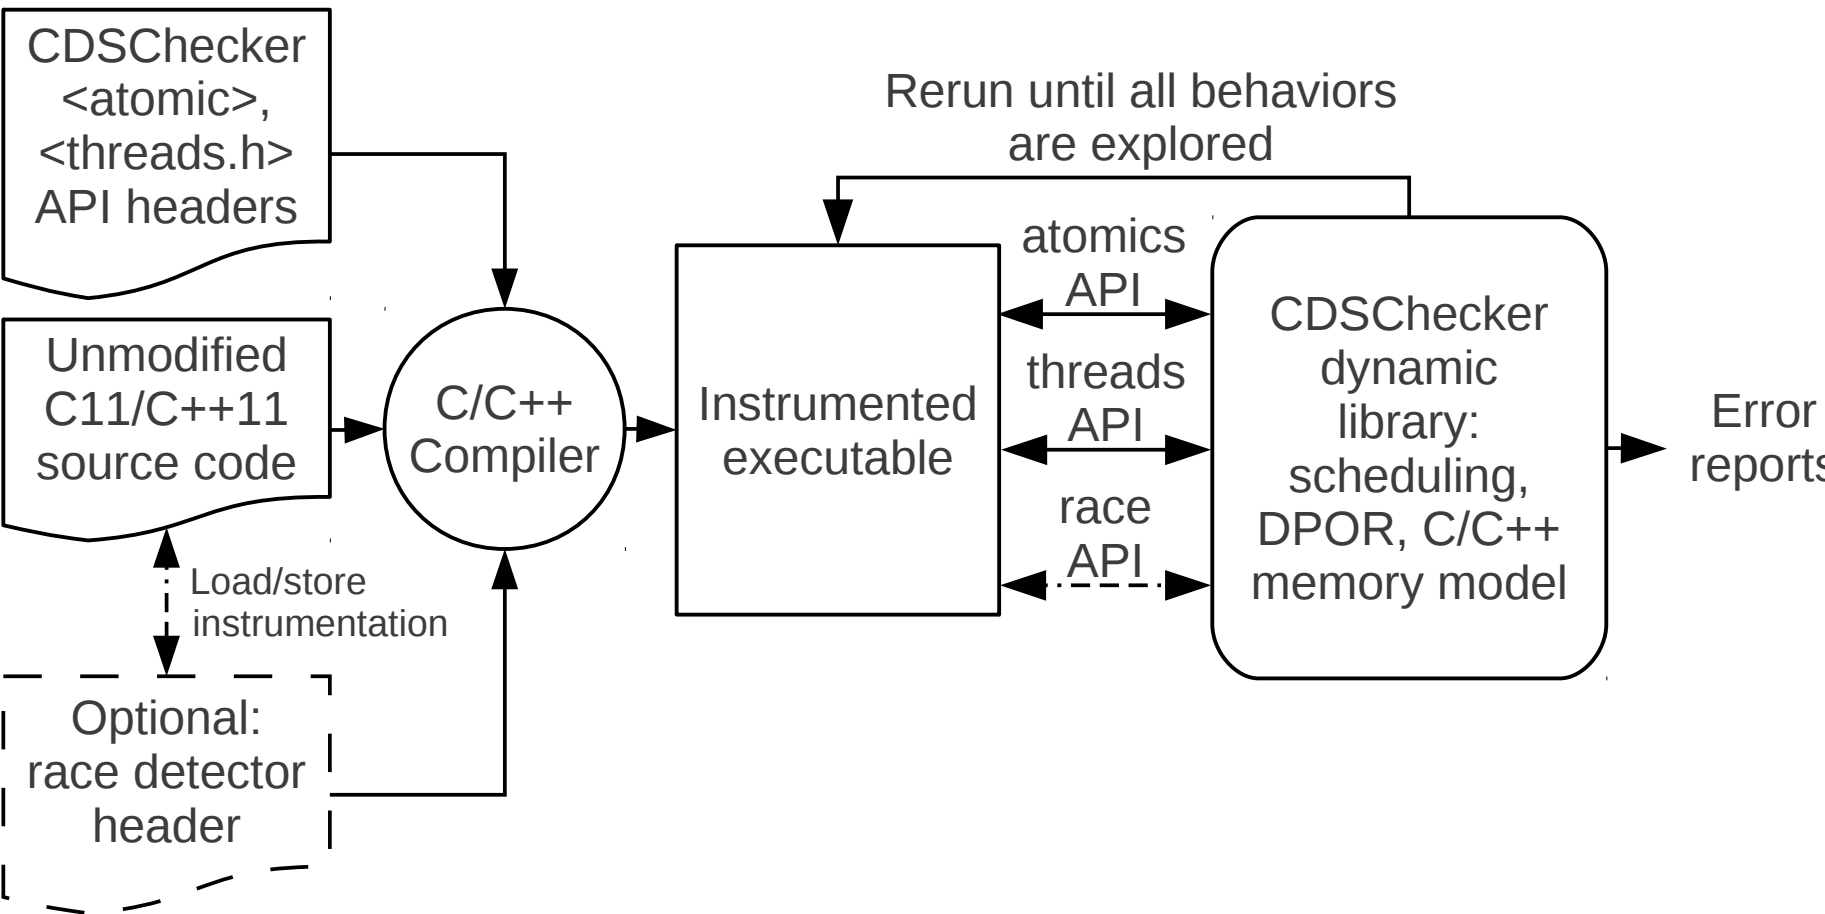 CDSChecker
<atomic>,
<threads.h>
API headers
Unmodified
C11/C++11
source code
Load/store
instrumentation
Optional:
race detector
header
C/C++
Compiler
Instrumented
executable
Rerun until all behaviors
are explored
atomics
API
threads
API
race
API
CDSChecker
dynamic
library:
scheduling,
DPOR, C/C++
memory model
Error
reports